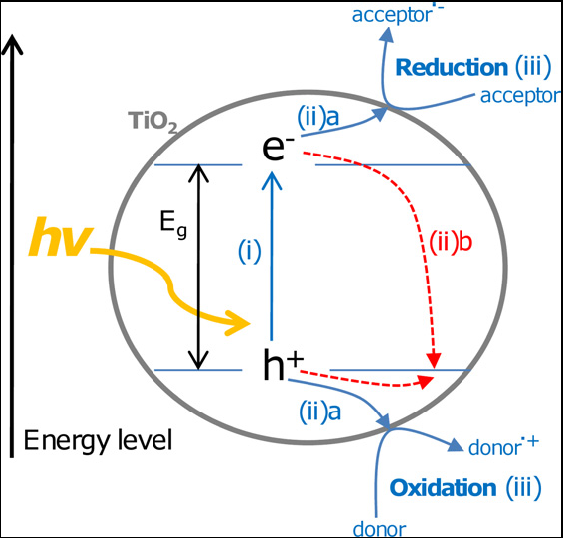 acceptor·-
Reduction (iii)
acceptor
TiO2
(ii)a
e-
Eg
hv
(i)
(ii)b
h+
(ii)a
Energy level
donor·+
Oxidation (iii)
donor